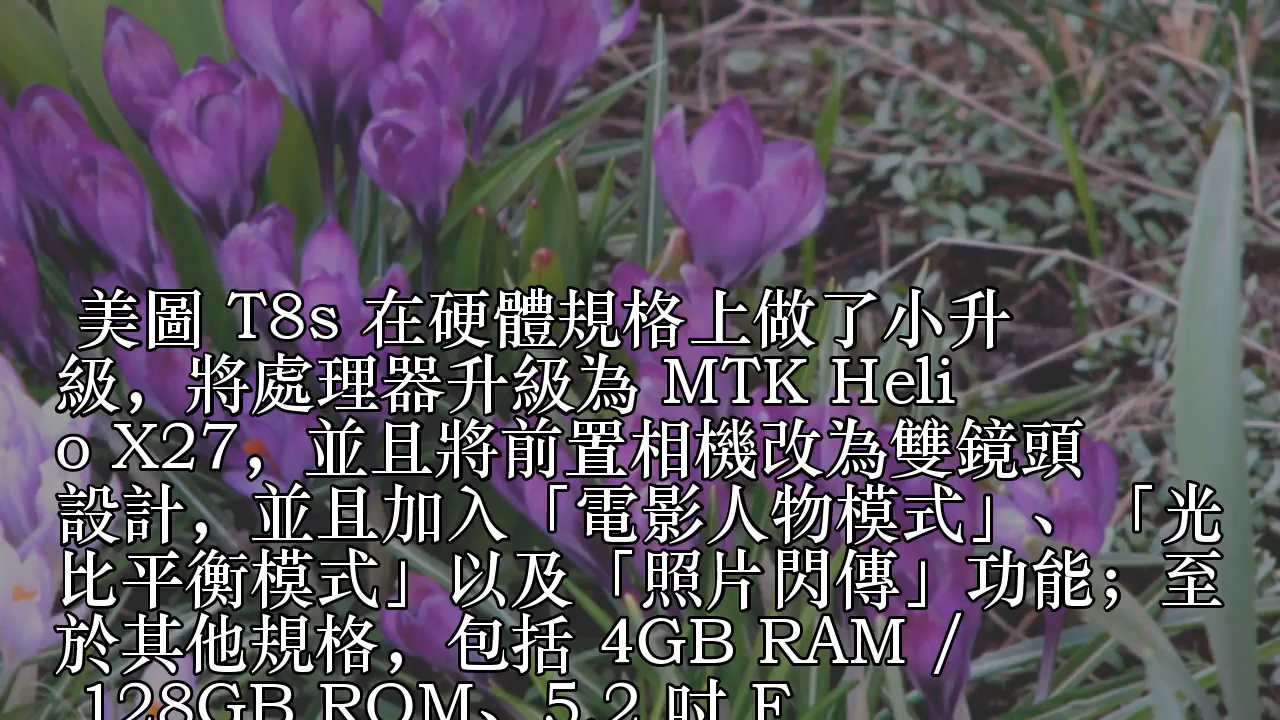 美圖 T8s 在硬體規格上做了小升
級，將處理器升級為 MTK Heli
o X27，並且將前置相機改為雙鏡頭
設計，並且加入「電影人物模式」、「光
比平衡模式」以及「照片閃傳」功能；至
於其他規格，包括 4GB RAM /
128GB ROM、5.2 吋 F